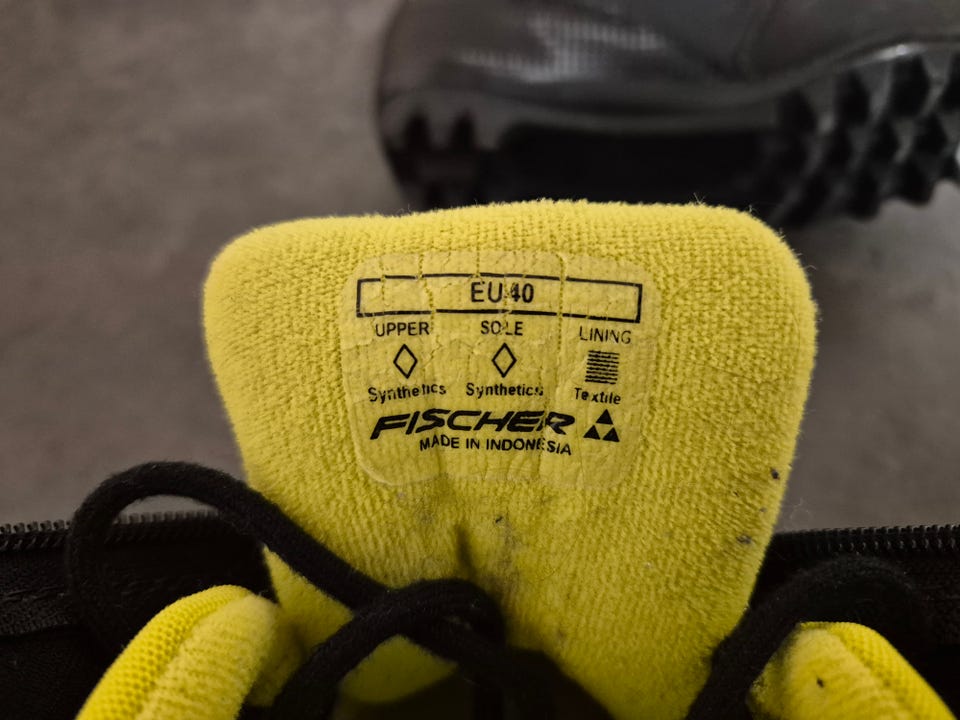 EU 40
UPPER SOLE LINING
Synthetics Synthetics Textile
FISCHER
MADE IN INDONESIA